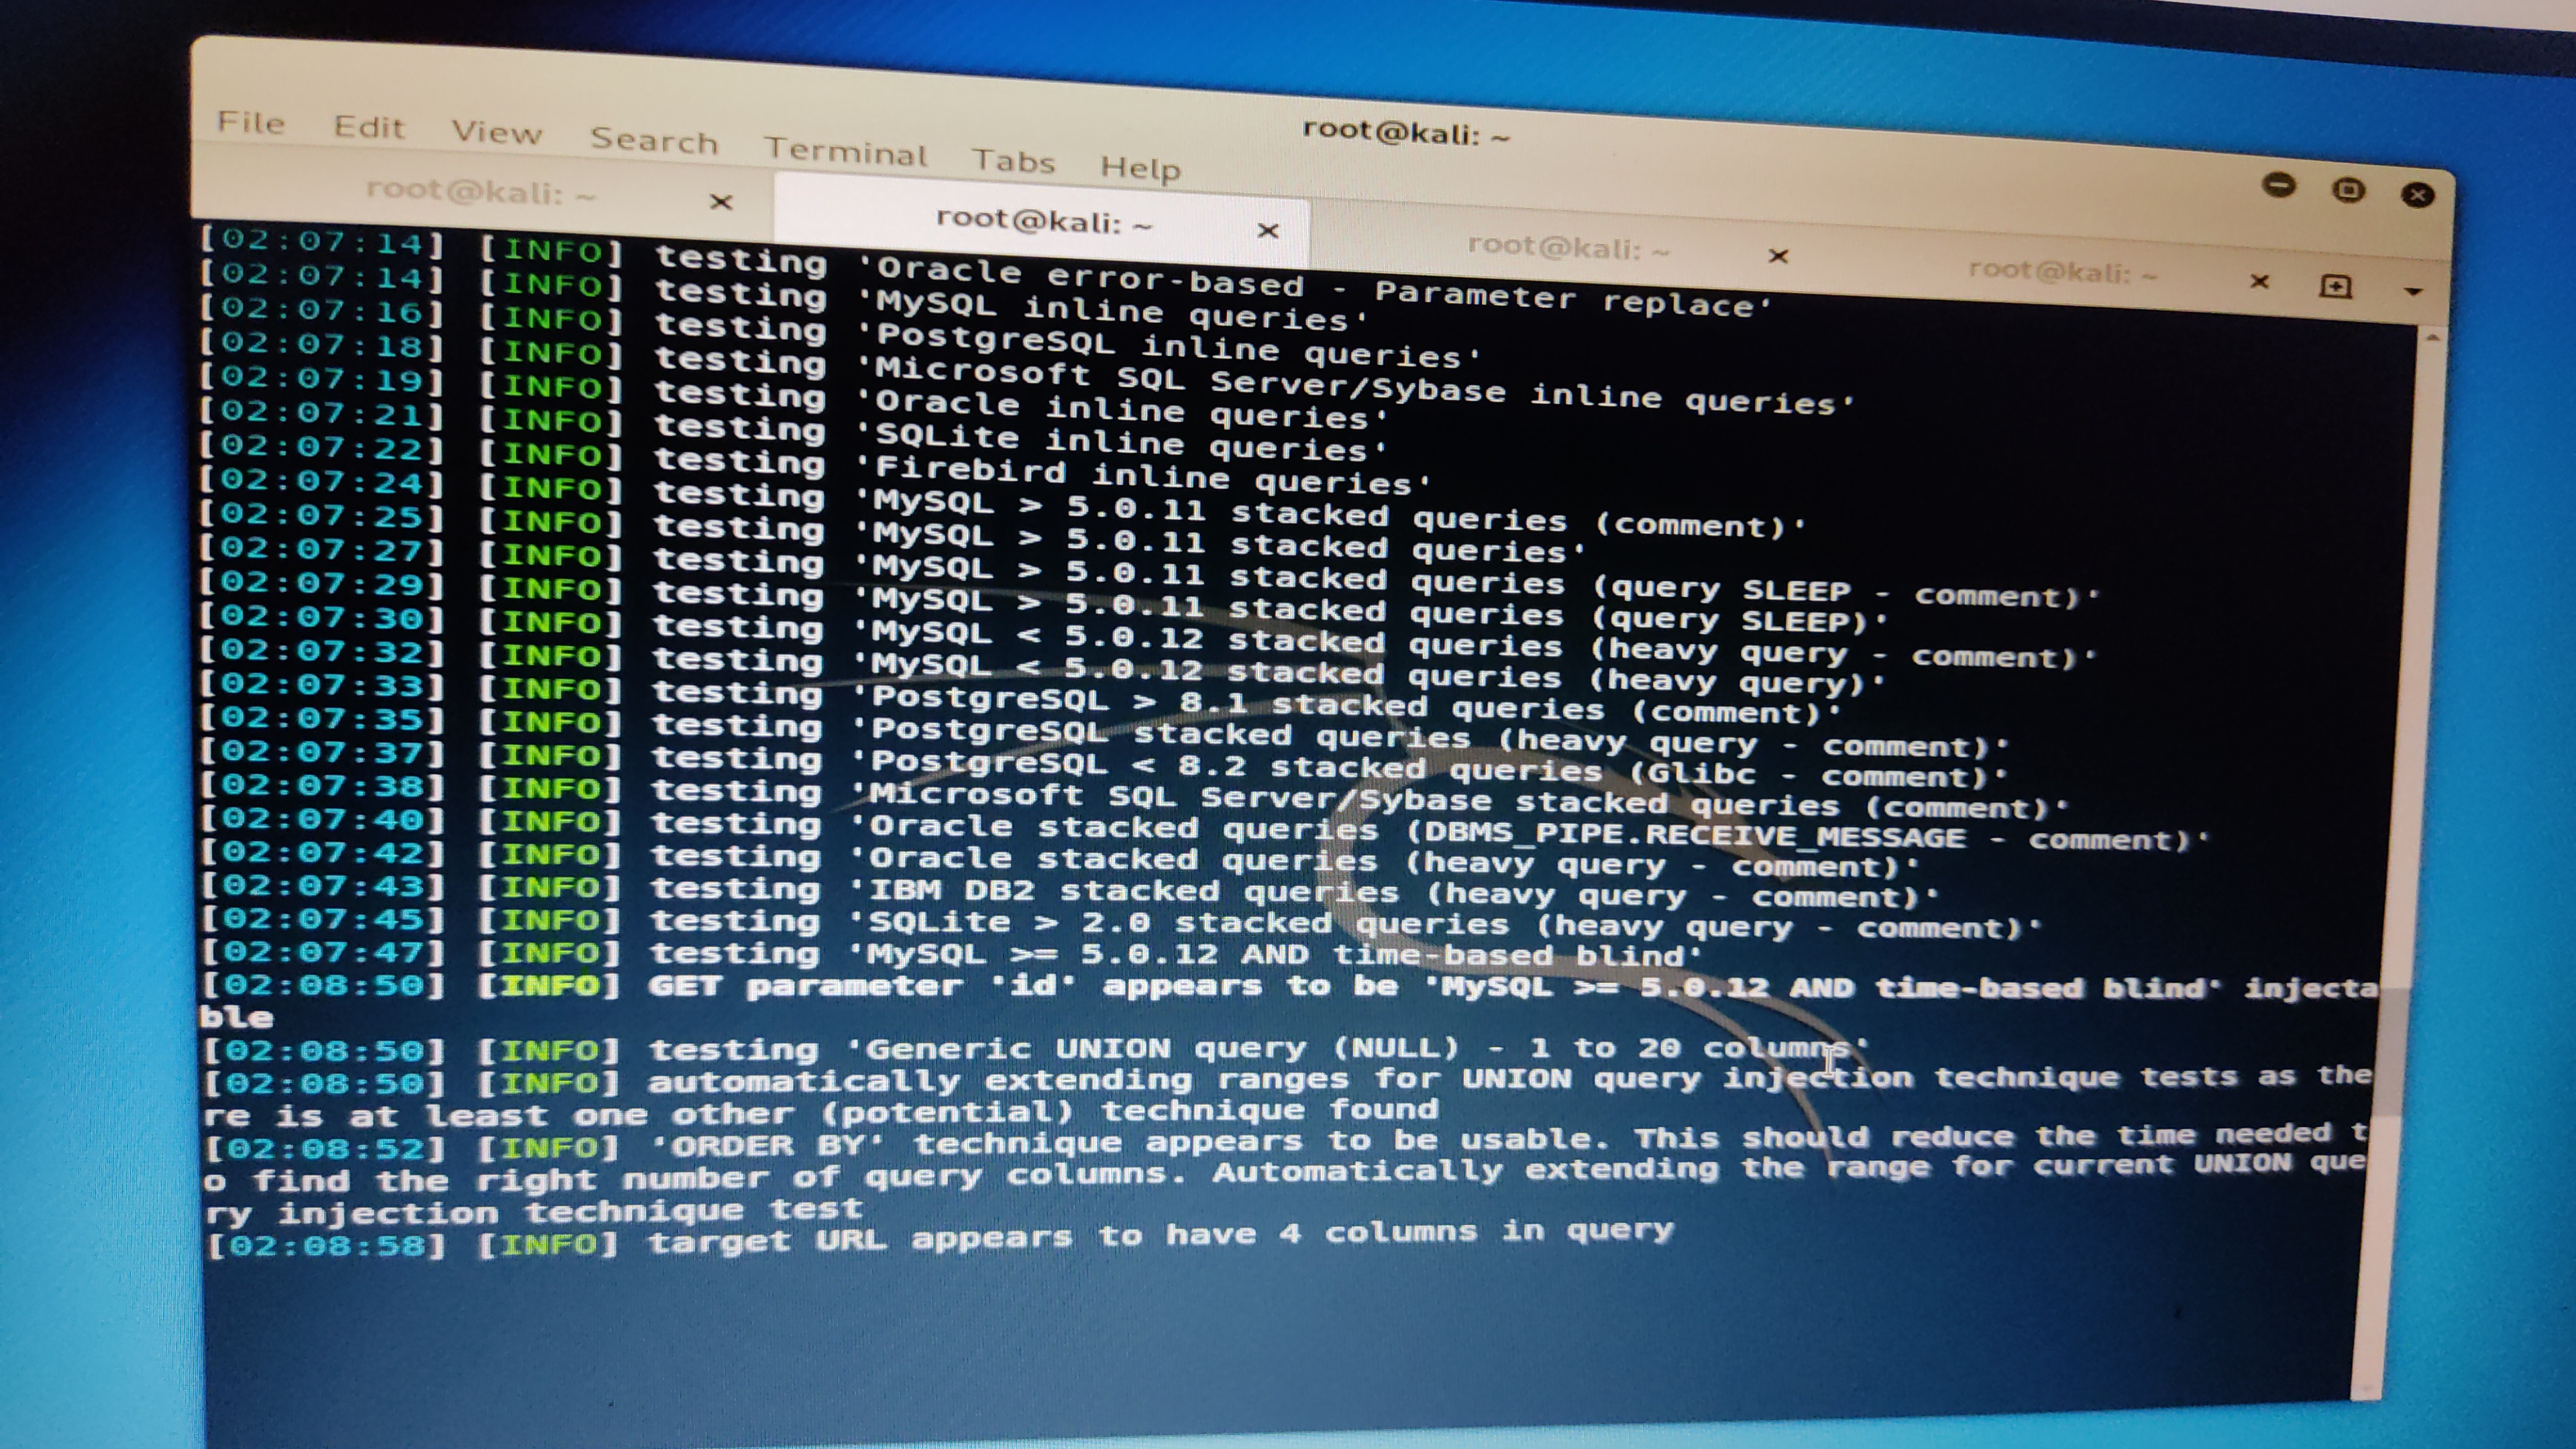 root@kali: ~
File Edit View Search Terminal Tabs Help
root@kali: ~ × root@kali: ~ × root@kali: ~ × root@kali: ~ ×
[02:07:14] [INFO] testing 'Oracle error-based - Parameter replace'
[02:07:14] [INFO] testing 'MySQL inline queries'
[02:07:16] [INFO] testing 'PostgreSQL inline queries'
[02:07:18] [INFO] testing 'Microsoft SQL Server/Sybase inline queries'
[02:07:19] [INFO] testing 'Oracle inline queries'
[02:07:21] [INFO] testing 'SQLite inline queries'
[02:07:22] [INFO] testing 'Firebird inline queries'
[02:07:24] [INFO] testing 'MySQL > 5.0.11 stacked queries (comment)'
[02:07:25] [INFO] testing 'MySQL > 5.0.11 stacked queries'
[02:07:27] [INFO] testing 'MySQL > 5.0.11 stacked queries (query SLEEP - comment)'
[02:07:29] [INFO] testing 'MySQL > 5.0.11 stacked queries (query SLEEP)'
[02:07:30] [INFO] testing 'MySQL < 5.0.12 stacked queries (heavy query - comment)'
[02:07:32] [INFO] testing 'MySQL < 5.0.12 stacked queries (heavy query)'
[02:07:33] [INFO] testing 'PostgreSQL > 8.1 stacked queries (comment)'
[02:07:35] [INFO] testing 'PostgreSQL stacked queries (heavy query - comment)'
[02:07:37] [INFO] testing 'PostgreSQL < 8.2 stacked queries (Glibc - comment)'
[02:07:38] [INFO] testing 'Microsoft SQL Server/Sybase stacked queries (comment)'
[02:07:40] [INFO] testing 'Oracle stacked queries (DBMS_PIPE.RECEIVE_MESSAGE - comment)'
[02:07:42] [INFO] testing 'Oracle stacked queries (heavy query - comment)'
[02:07:43] [INFO] testing 'IBM DB2 stacked queries (heavy query - comment)'
[02:07:45] [INFO] testing 'SQLite > 2.0 stacked queries (heavy query - comment)'
[02:07:47] [INFO] testing 'MySQL >= 5.0.12 AND time-based blind'
[02:08:50] [INFO] GET parameter 'id' appears to be 'MySQL >= 5.0.12 AND time-based blind' injecta
ble
[02:08:50] [INFO] testing 'Generic UNION query (NULL) - 1 to 20 columns'
[02:08:50] [INFO] automatically extending ranges for UNION query injection technique tests as the
re is at least one other (potential) technique found
[02:08:52] [INFO] 'ORDER BY' technique appears to be usable. This should reduce the time needed t
o find the right number of query columns. Automatically extending the range for current UNION que
ry injection technique test
[02:08:58] [INFO] target URL appears to have 4 columns in query